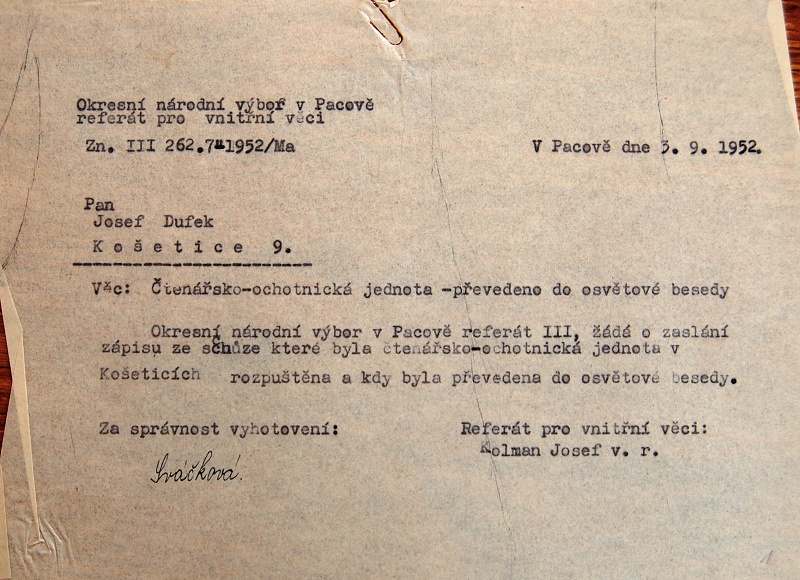 Okresní národní výbor v Pacově
referát pro vnitřní věci
Zn. III 262.7-1952/Ma
V Pacově dne 3. 9. 1952.
Pan
Josef Dufek
Košetice 9.
Věc: Čtenářsko-ochotnická jednota -převedeno do osvětové besedy
Okresní národní výbor v Pacově referát III, žádá o zaslání
zápisu ze schůze které byla čtenářsko-ochotnická jednota v
Košeticích rozpuštěna a kdy byla převedena do osvětové besedy.
Za správnost vyhotovení:
Referát pro vnitřní věci:
Kolman Josef v. r.
Sváčková.
1